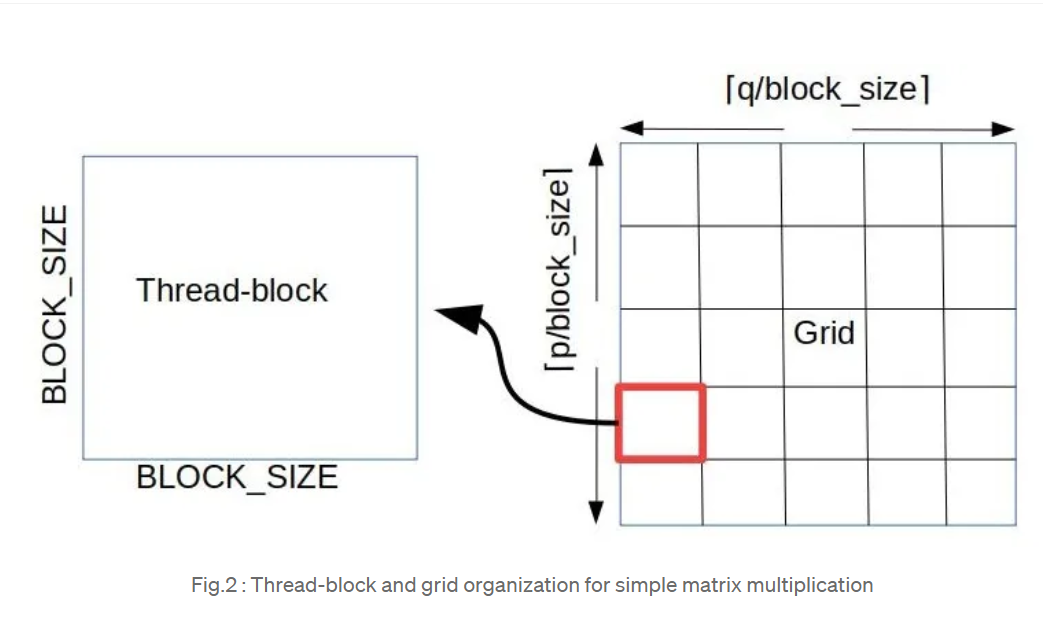 ⌈q/block_size⌉
⌈p/block_size⌉
BLOCK_SIZE
Thread-block
Grid
BLOCK_SIZE
Fig.2 : Thread-block and grid organization for simple matrix multiplication